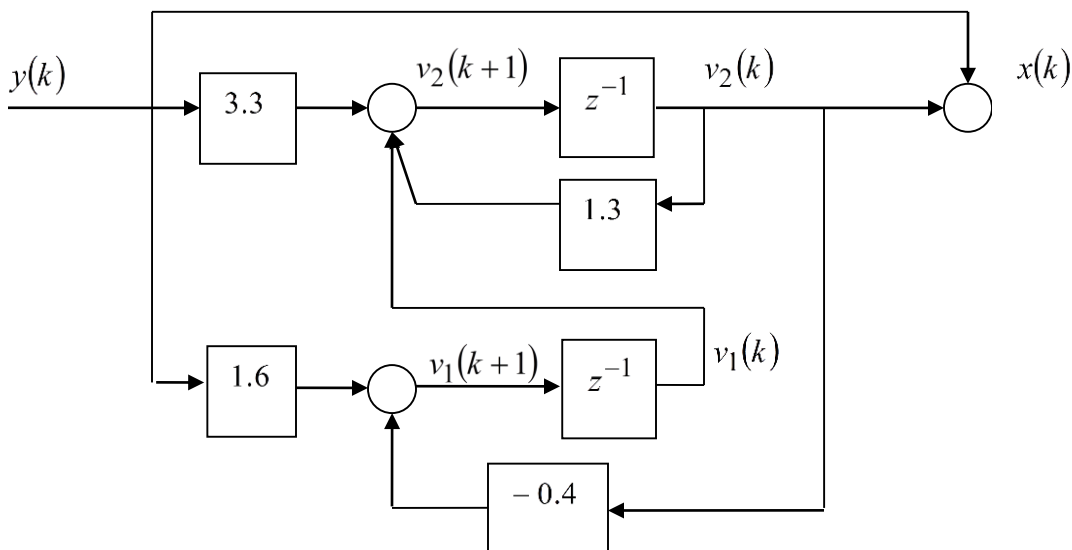 y(k)
3.3
v₂(k+1)
z⁻¹
v₂(k)
x(k)
1.3
1.6
v₁(k+1)
z⁻¹
v₁(k)
– 0.4